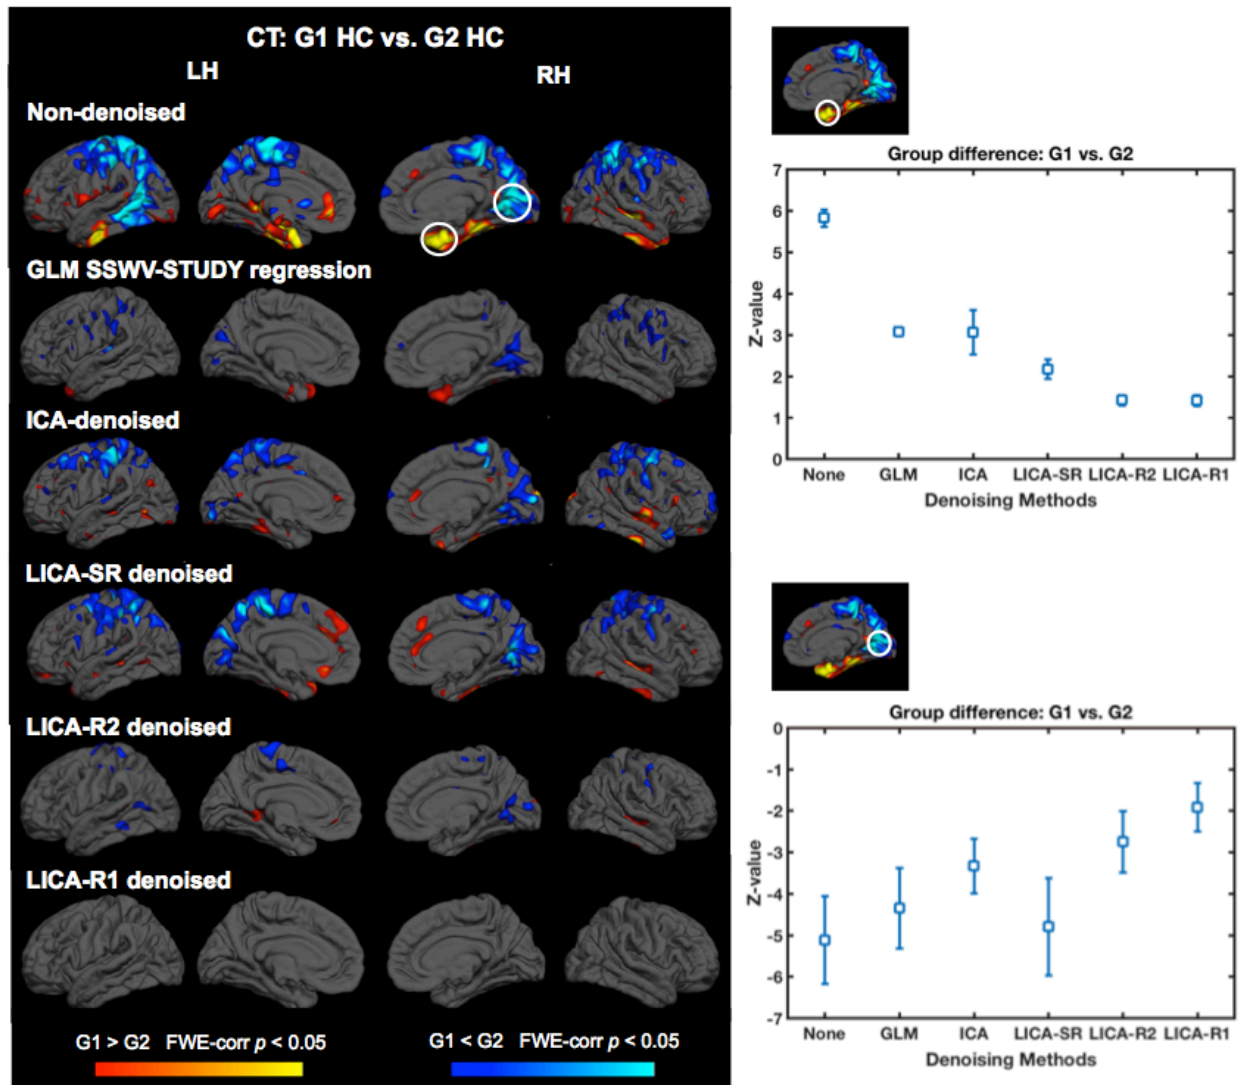 CT: G1 HC vs. G2 HC
LH
RH
Non-denoised
GLM SSWV-STUDY regression
ICA-denoised
LICA-SR denoised
LICA-R2 denoised
LICA-R1 denoised
G1 > G2 FWE-corr p < 0.05
G1 < G2 FWE-corr p < 0.05
Group difference: G1 vs. G2
7
6
5
4
3
2
1
0
Z-value
None GLM ICA LICA-SR LICA-R2 LICA-R1
Denoising Methods
Group difference: G1 vs. G2
0
-1
-2
-3
-4
-5
-6
-7
Z-value
None GLM ICA LICA-SR LICA-R2 LICA-R1
Denoising Methods